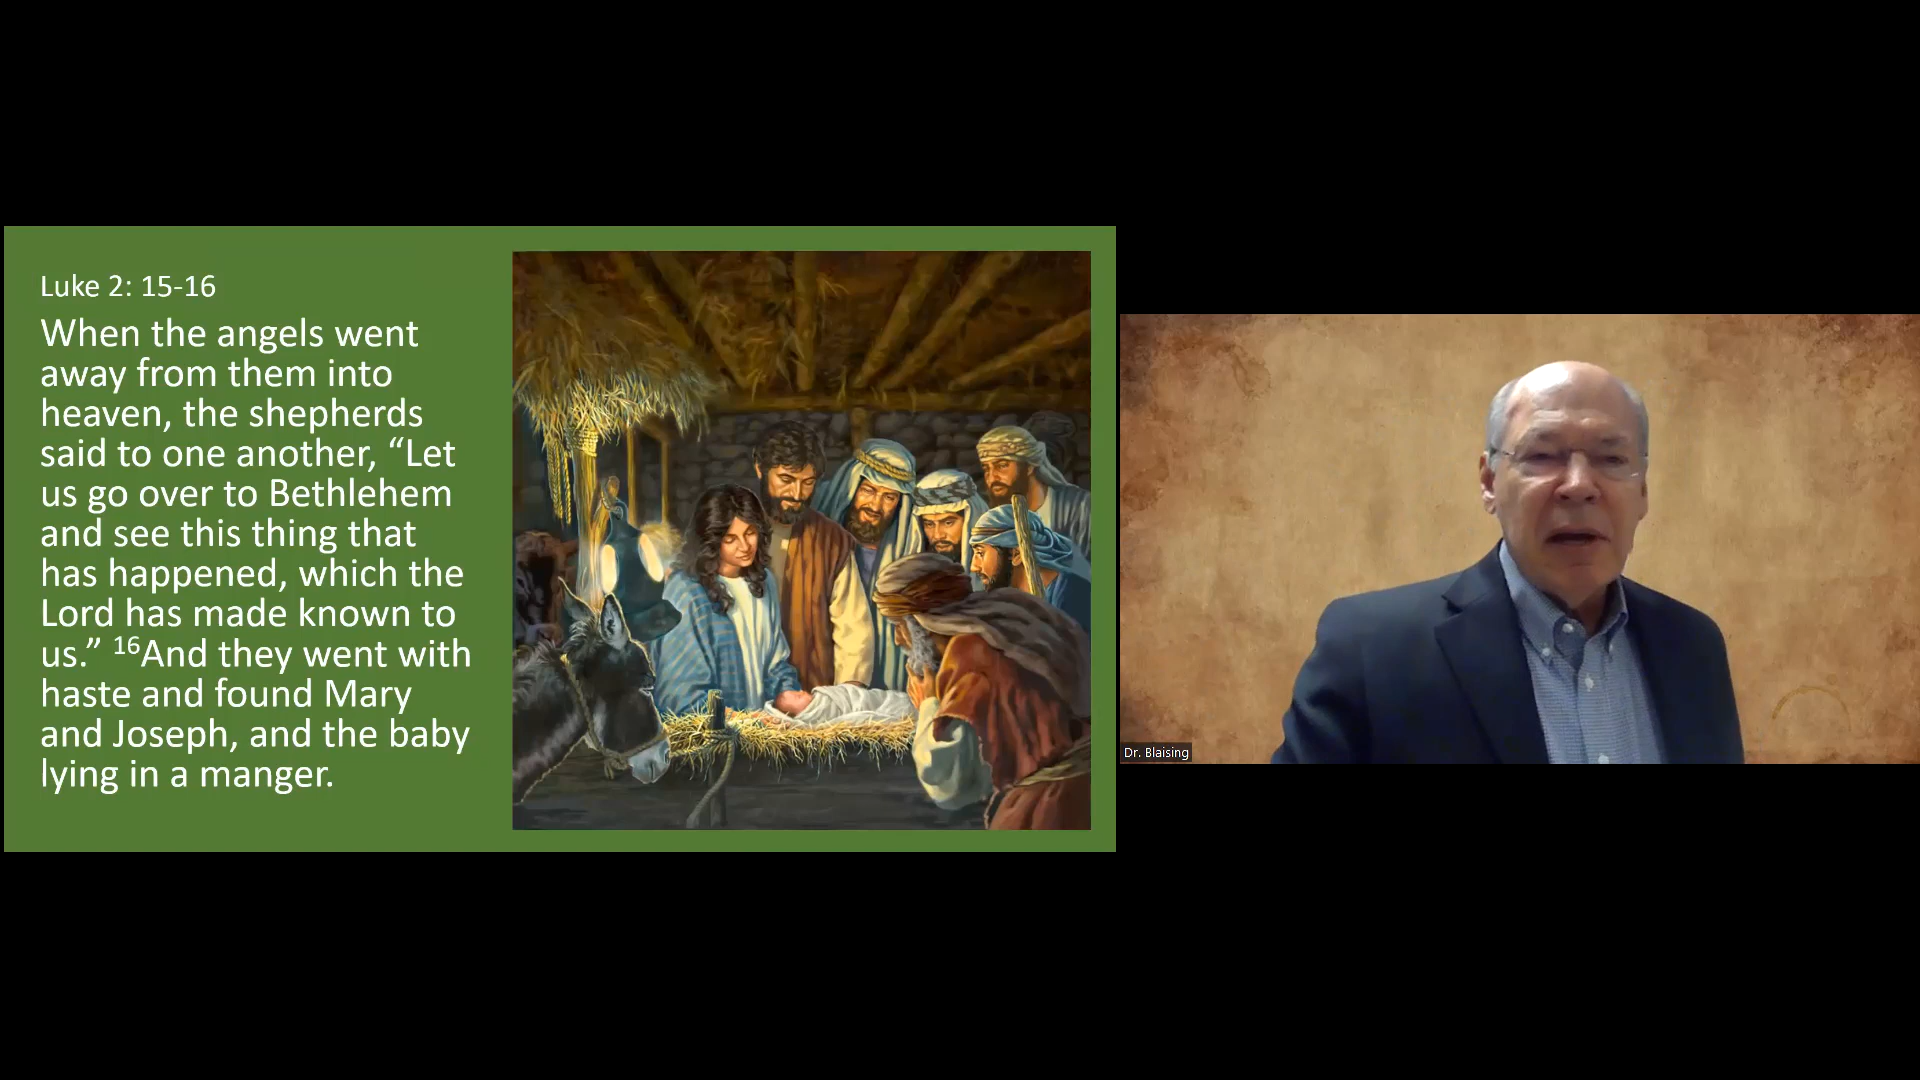 Luke 2: 15-16
When the angels went
away from them into
heaven, the shepherds
said to one another, “Let
us go over to Bethlehem
and see this thing that
has happened, which the
Lord has made known to
us.” ¹⁶And they went with
haste and found Mary
and Joseph, and the baby
lying in a manger.
Dr. Blaising